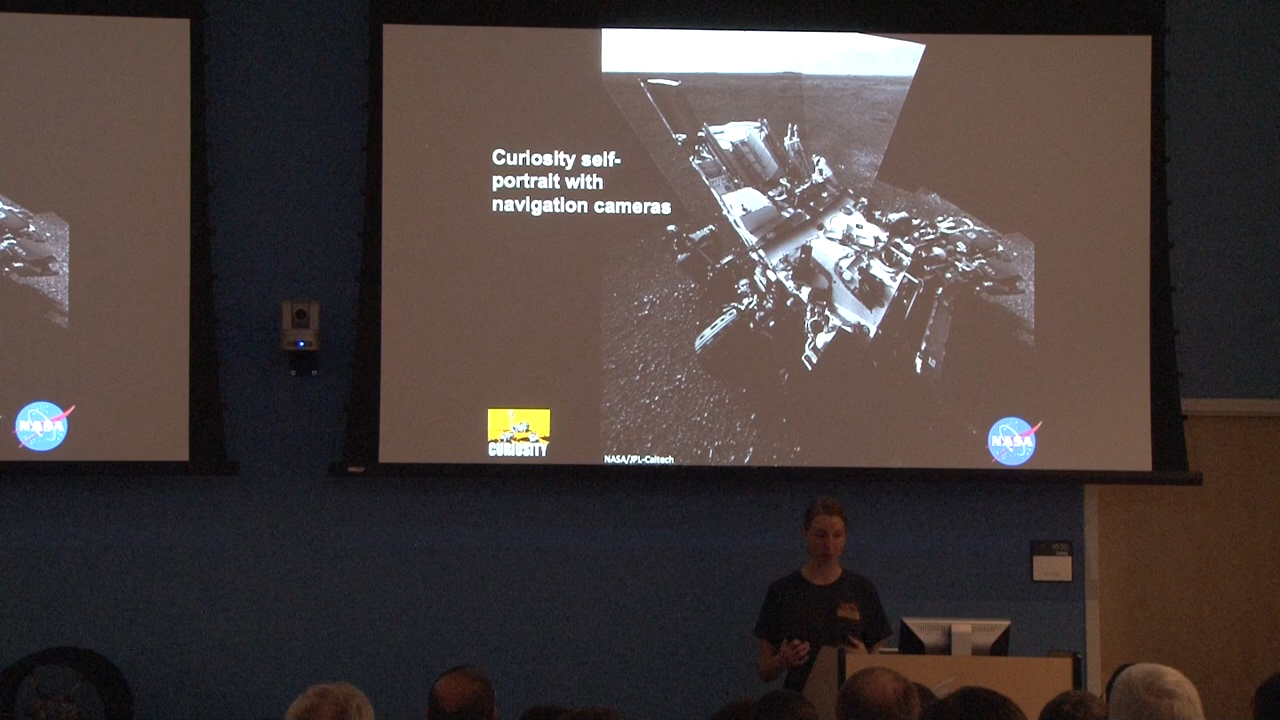 Curiosity self-
portrait with
navigation cameras
NASA
CURIOSITY
NASA/JPL-Caltech
NASA